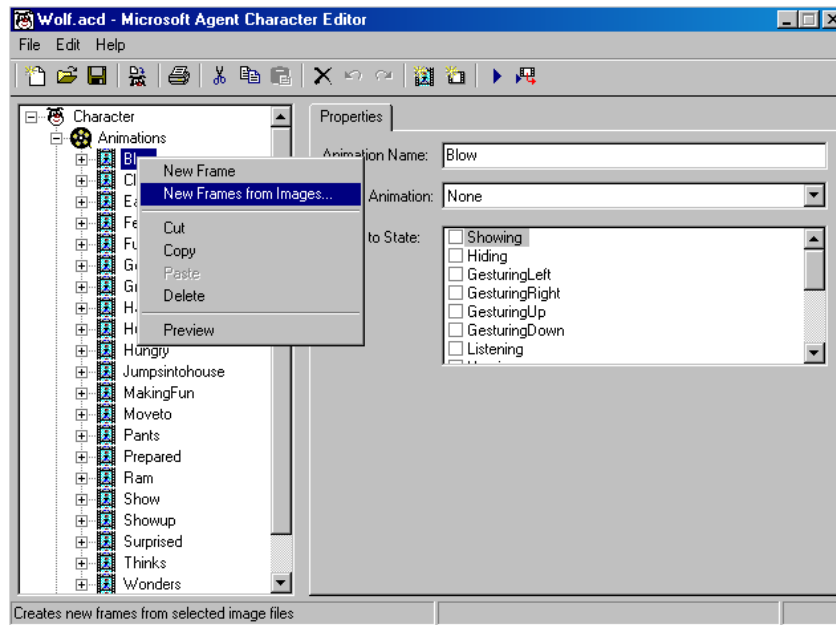 Wolf.acd - Microsoft Agent Character Editor
File Edit Help
Character
Animations
New Frame
New Frames from Images...
Cut
Copy
Paste
Delete
Preview
Hungry
Jumpsintohouse
MakingFun
Moveto
Pants
Prepared
Ram
Show
Showup
Surprised
Thinks
Wonders
Properties
Animation Name: Blow
Animation: None
to State:
Showing
Hiding
GesturingLeft
GesturingRight
GesturingUp
GesturingDown
Listening
Creates new frames from selected image files